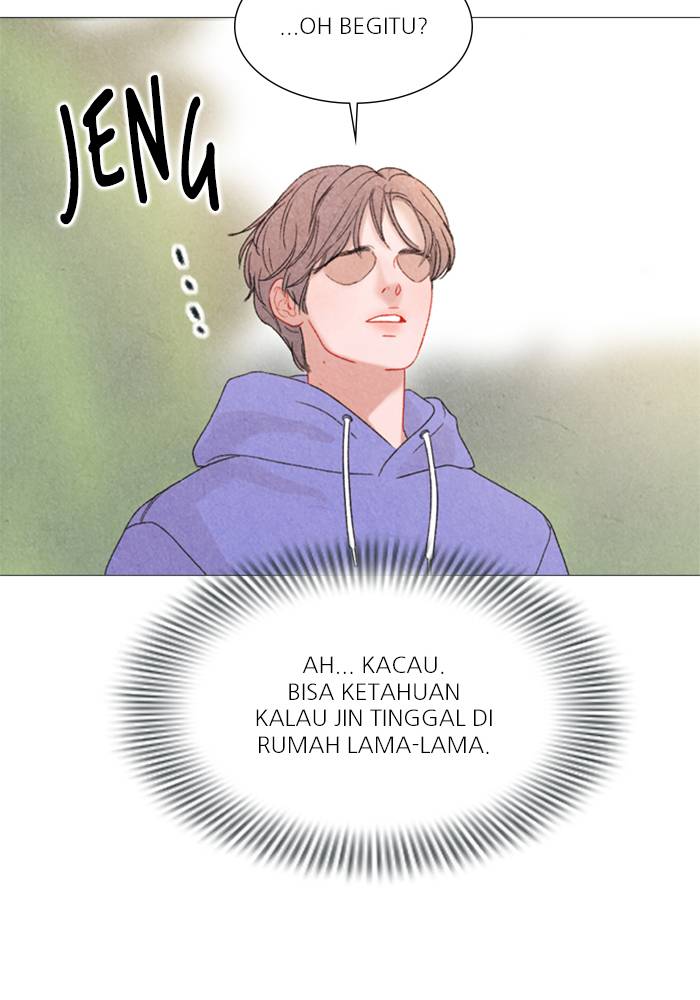 ...OH BEGITU?
JENG
...
AH... KACAU.
BISA KETAHUAN
KALAU JIN TINGGAL DI
RUMAH LAMA-LAMA.